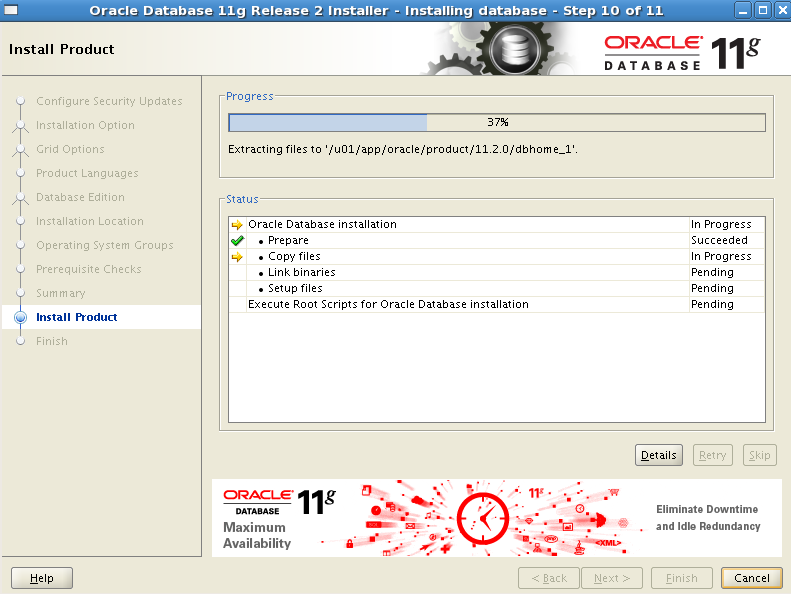 Oracle Database 11g Release 2 Installer - Installing database - Step 10 of 11
Install Product
ORACLE
DATABASE 11g
Configure Security Updates
Installation Option
Grid Options
Product Languages
Database Edition
Installation Location
Operating System Groups
Prerequisite Checks
Summary
Install Product
Finish
Progress
37%
Extracting files to '/u01/app/oracle/product/11.2.0/dbhome_1'.
Status
Oracle Database installation In Progress
• Prepare Succeeded
• Copy files In Progress
• Link binaries Pending
• Setup files Pending
Execute Root Scripts for Oracle Database installation Pending
Details Retry Skip
ORACLE
DATABASE 11g
Maximum
Availability
11g
<XML>
Eliminate Downtime
and Idle Redundancy
Help < Back Next > Finish Cancel